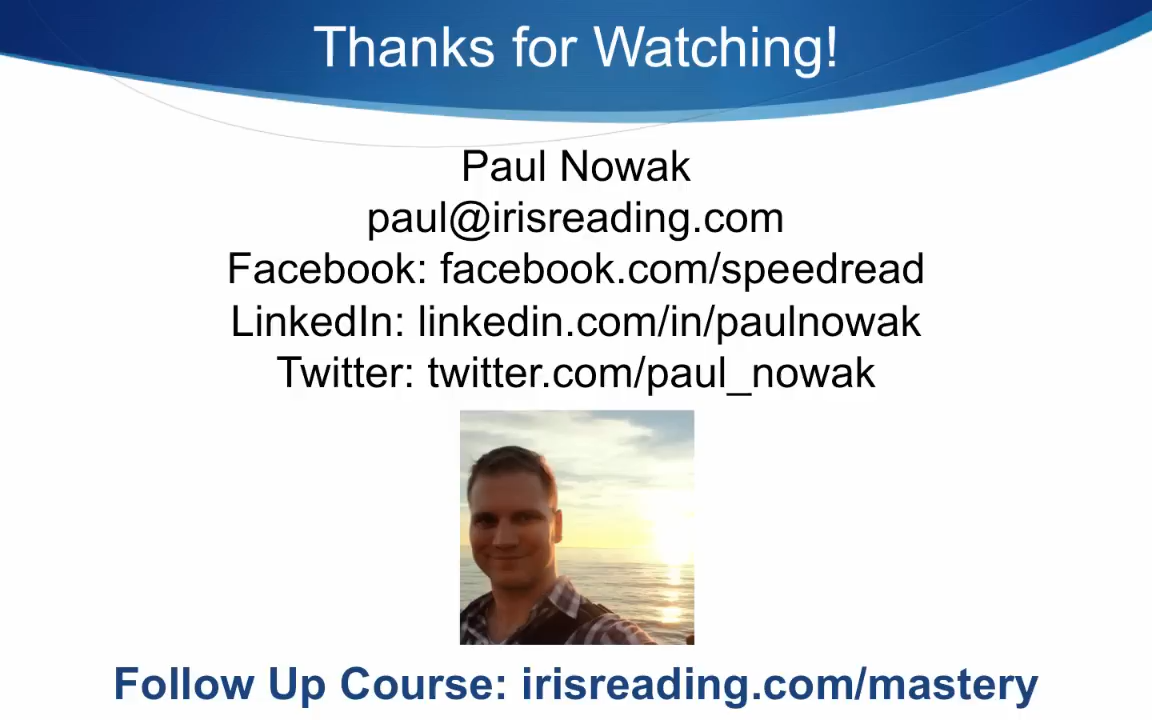 Thanks for Watching!
Paul Nowak
paul@irisreading.com
Facebook: facebook.com/speedread
LinkedIn: linkedin.com/in/paulnowak
Twitter: twitter.com/paul_nowak
Follow Up Course: irisreading.com/mastery